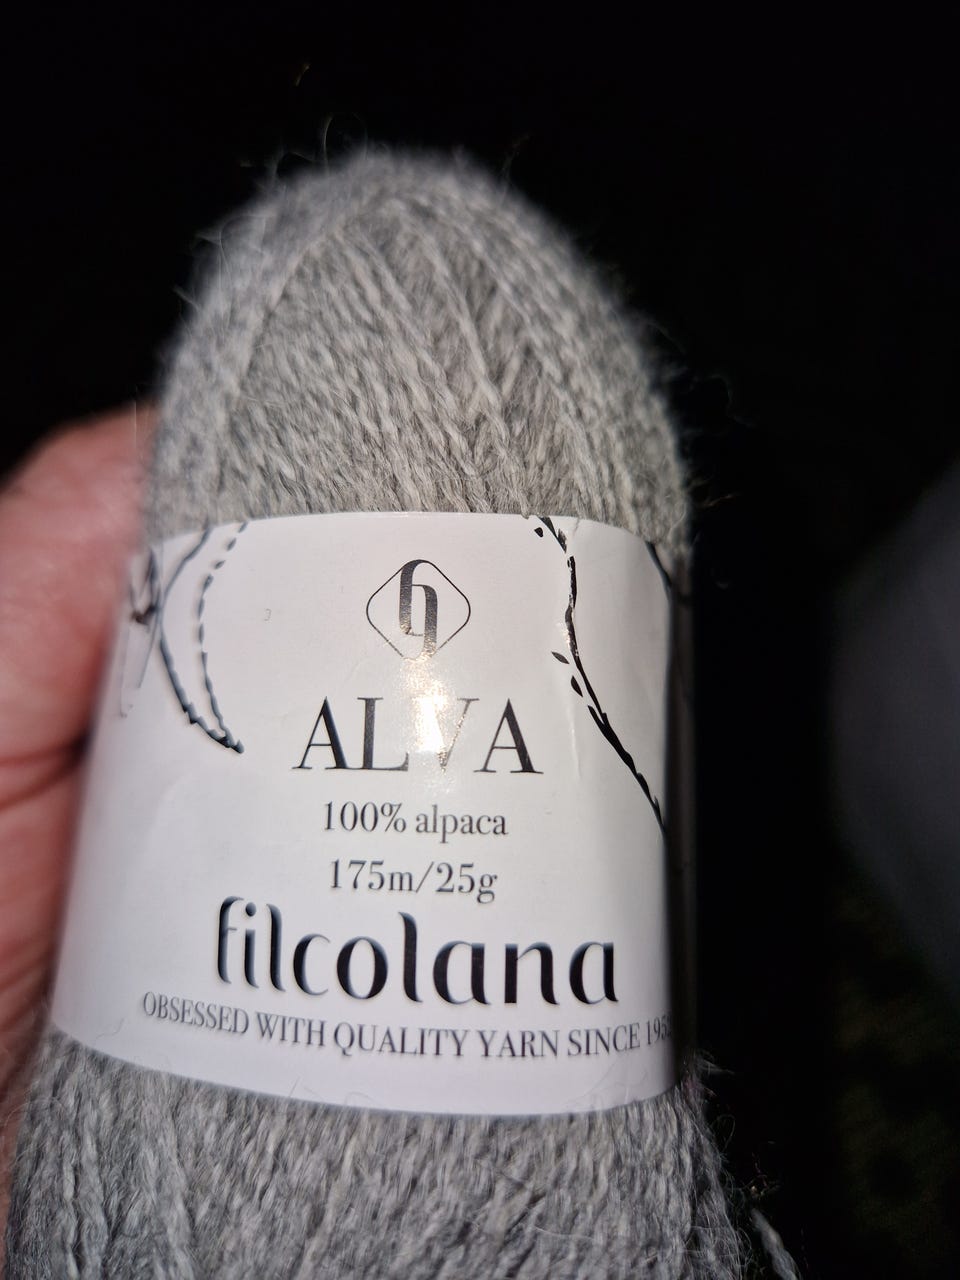 ALVA
100% alpaca
175m/25g
filcolana
OBSESSED WITH QUALITY YARN SINCE